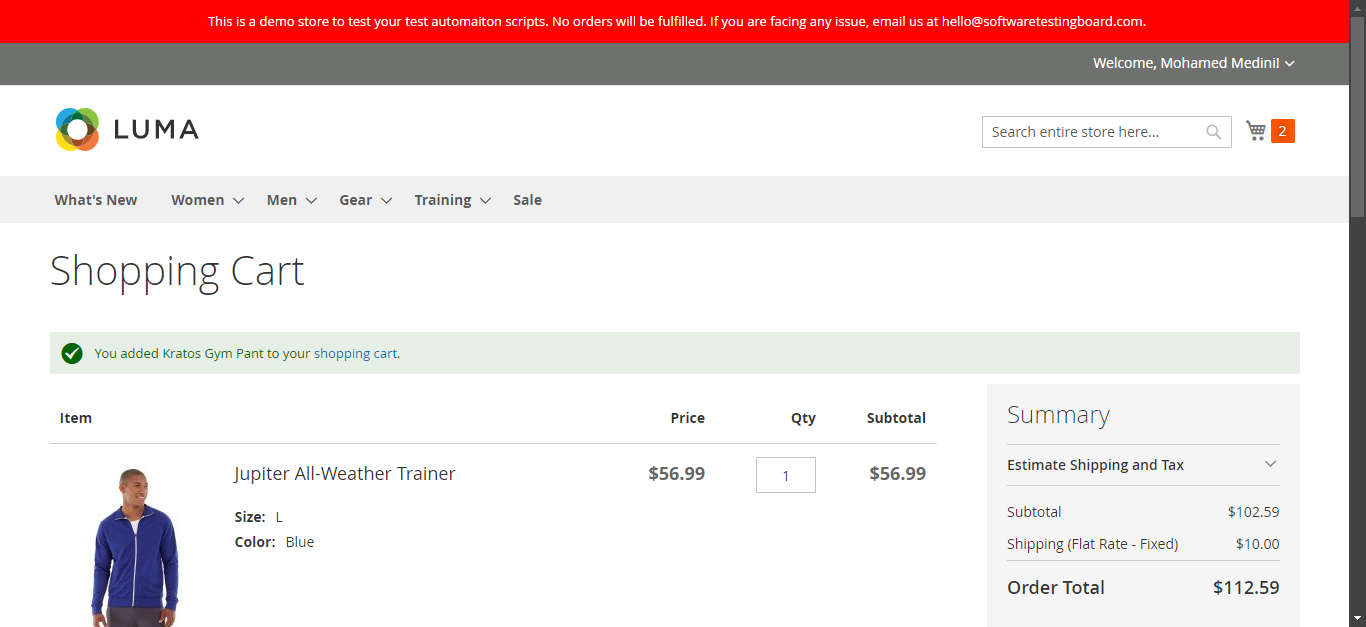 This is a demo store to test your test automaiton scripts. No orders will be fulfilled. If you are facing any issue, email us at hello@softwaretestingboard.com.
Welcome, Mohamed Medini!
LUMA
Search entire store here...
2
What's New Women Men Gear Training Sale
Shopping Cart
You added Kratos Gym Pant to your shopping cart.
Item Price Qty Subtotal
Jupiter All-Weather Trainer $56.99 1 $56.99
Size: L
Color: Blue
Summary
Estimate Shipping and Tax
Subtotal $102.59
Shipping (Flat Rate - Fixed) $10.00
Order Total $112.59